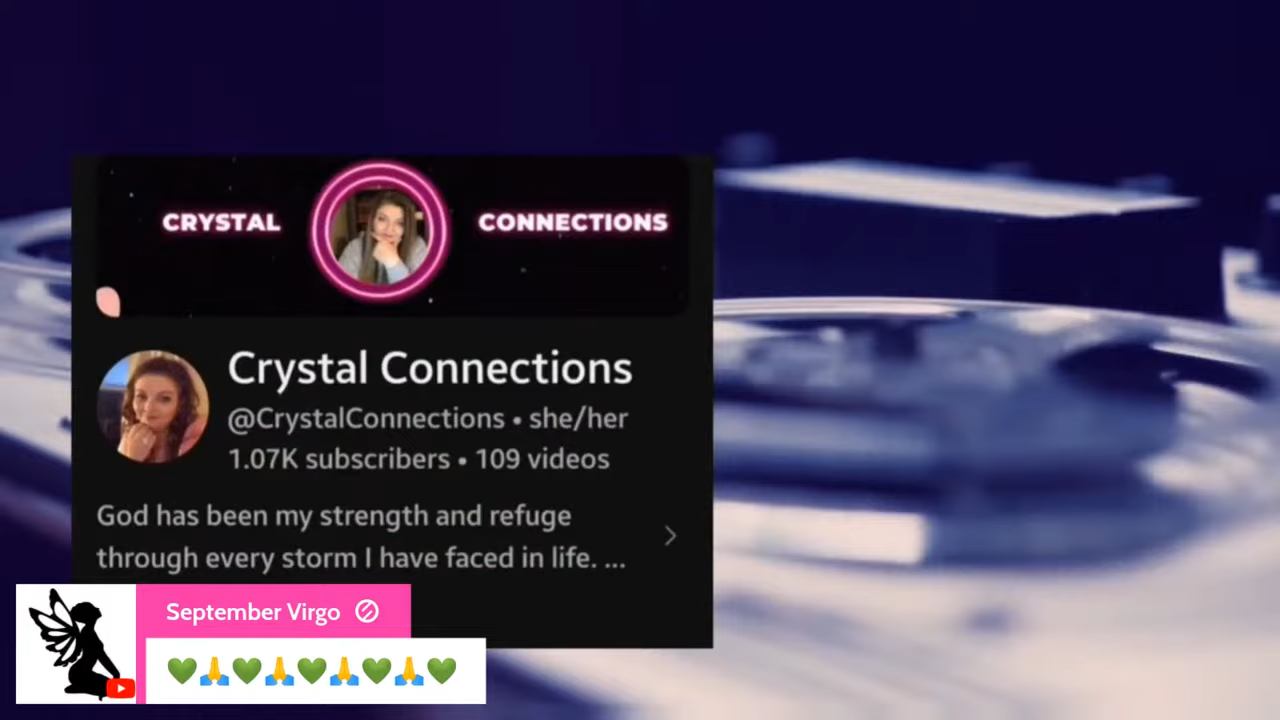 CRYSTAL CONNECTIONS
Crystal Connections
@CrystalConnections • she/her
1.07K subscribers • 109 videos
God has been my strength and refuge
through every storm I have faced in life. ...
September Virgo
💚🙏💚🙏💚🙏💚🙏💚